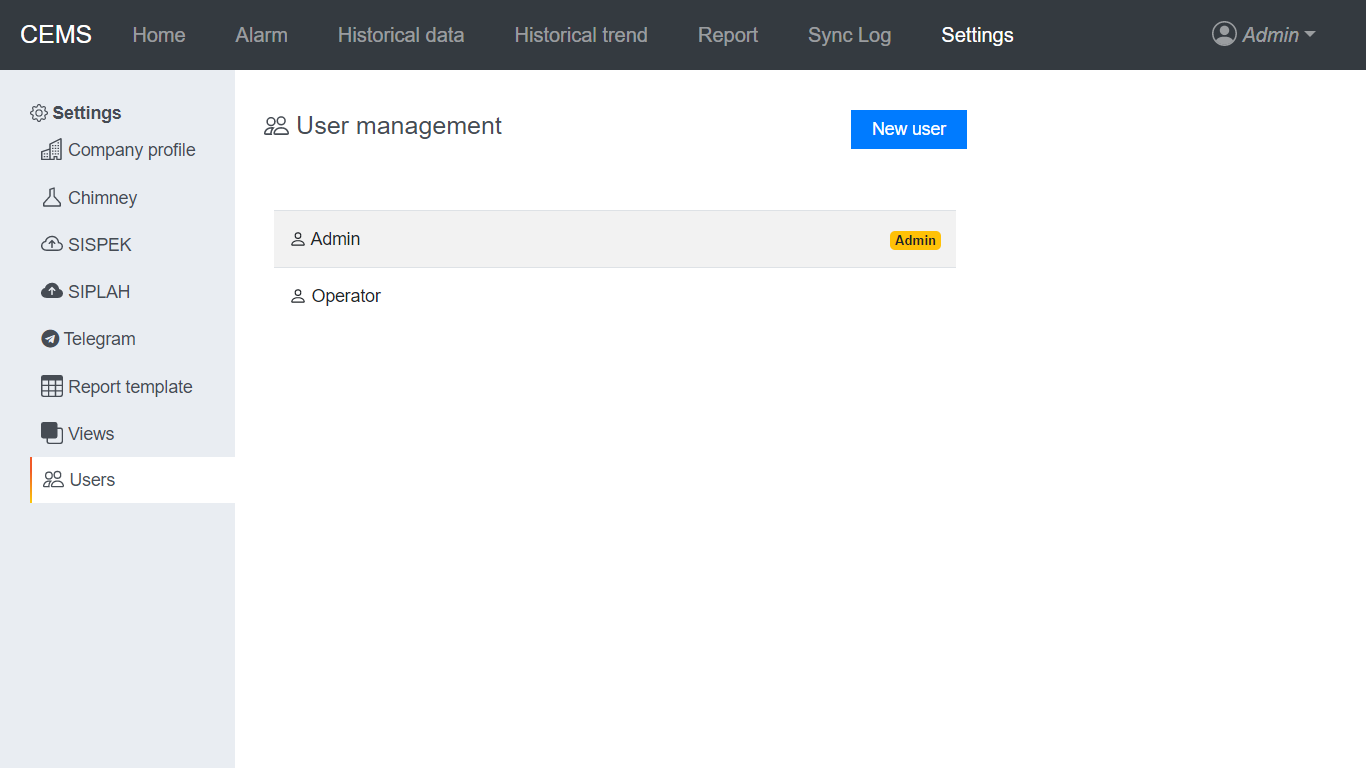 CEMS Home Alarm Historical data Historical trend Report Sync Log Settings Admin
Settings
Company profile
Chimney
SISPEK
SIPLAH
Telegram
Report template
Views
Users
User management New user
Admin Admin
Operator